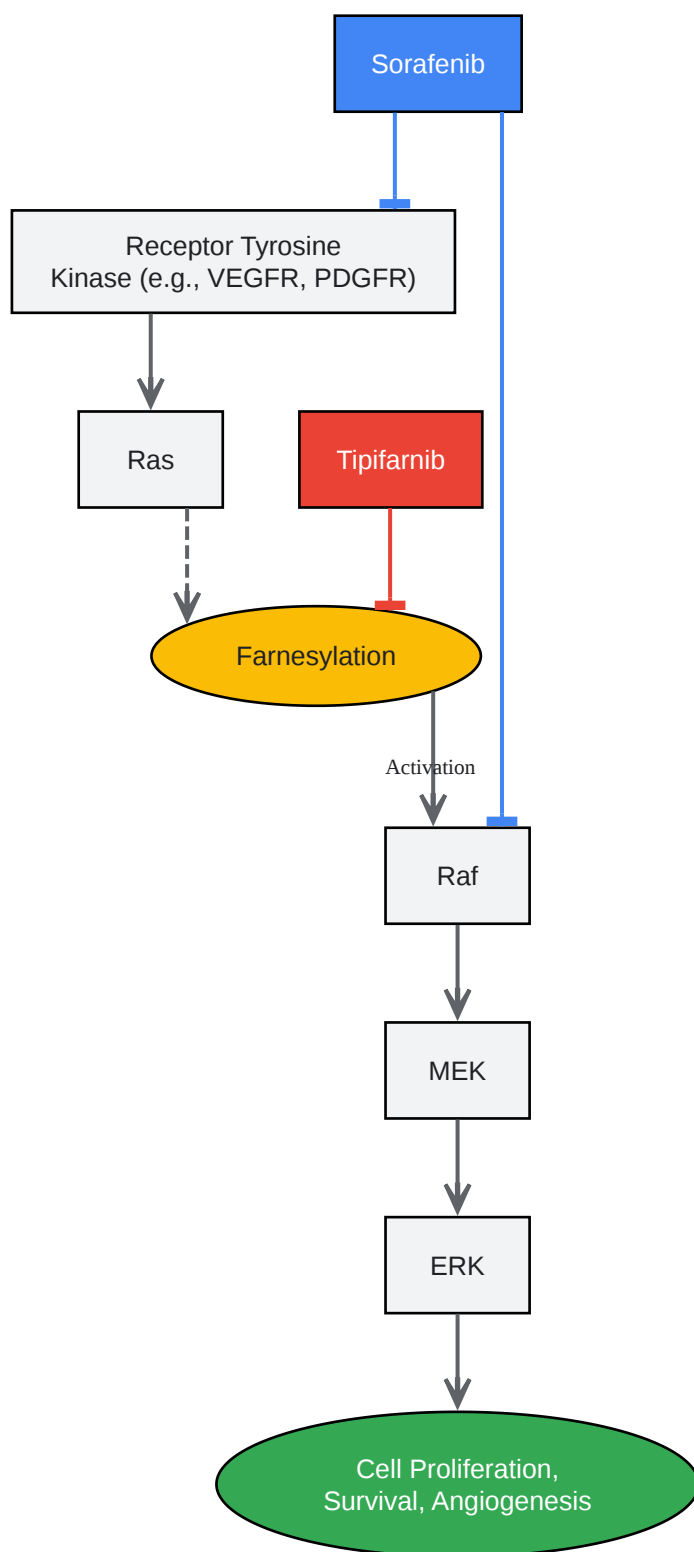 Sorafenib
Receptor Tyrosine
Kinase (e.g., VEGFR, PDGFR)
Ras
Tipifarnib
Farnesylation
Activation
Raf
MEK
ERK
Cell Proliferation,
Survival, Angiogenesis